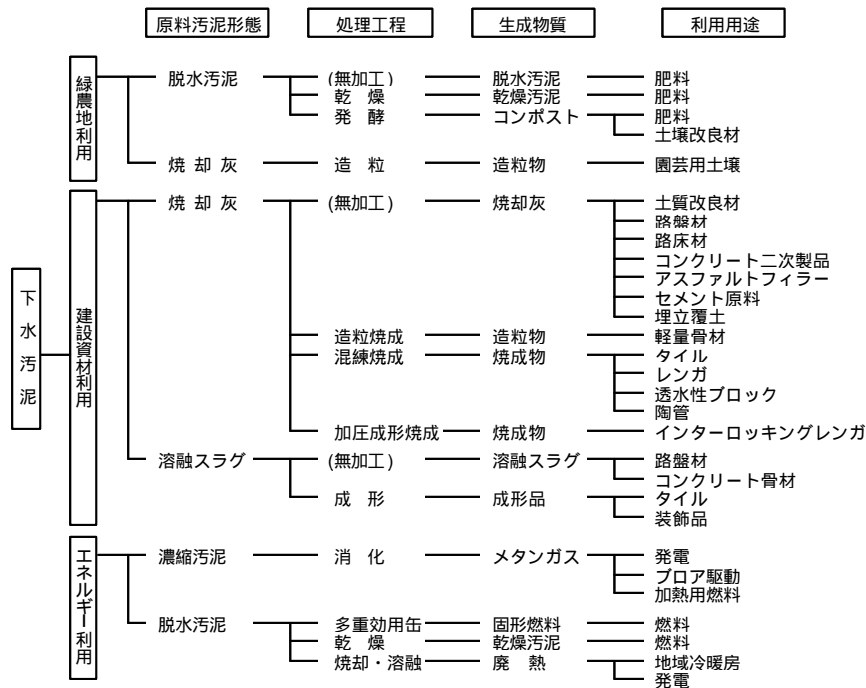 原料汚泥形態 処理工程 生成物質 利用用途
下水汚泥
緑農地利用
脱水汚泥 (無加工) 脱水汚泥 肥料
乾 燥 乾燥汚泥 肥料
発 酵 コンポスト 肥料
土壌改良材
焼 却 灰 造 粒 造粒物 園芸用土壌
建設資材利用
焼 却 灰 (無加工) 焼却灰 土質改良材
路盤材
路床材
コンクリート二次製品
アスファルトフィラー
セメント原料
埋立覆土
造粒焼成 造粒物 軽量骨材
混練焼成 焼成物 タイル
レンガ
透水性ブロック
陶管
加圧成形焼成 焼成物 インターロッキングレンガ
溶融スラグ (無加工) 溶融スラグ 路盤材
コンクリート骨材
成 形 成形品 タイル
装飾品
エネルギー利用
濃縮汚泥 消 化 メタンガス 発電
ブロア駆動
加熱用燃料
脱水汚泥 多重効用缶 固形燃料 燃料
乾 燥 乾燥汚泥 燃料
焼却・溶融 廃 熱 地域冷暖房
発電